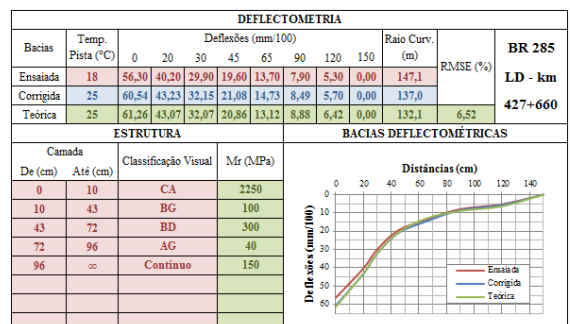 DEFLECTOMETRIA
Bacias Temp. Pista (°C) Deflexões (mm/100) Raio Curv. (m) RMSE (%) BR 285
0 20 30 45 65 90 120 150
Ensaiada 18 56,30 40,20 29,90 19,60 13,70 7,90 5,30 0,00 147,1 LD - km
Corrigida 25 60,54 43,23 32,15 21,08 14,73 8,49 5,70 0,00 137,0 427+660
Teórica 25 61,26 43,07 32,07 20,86 13,12 8,88 6,42 0,00 132,1 6,52
ESTRUTURA BACIAS DEFLECTOMÉTRICAS
Camada Classificação Visual Mr (MPa)
De (cm) Até (cm)
0 10 CA 2250
10 43 BG 100
43 72 BD 300
72 96 AG 40
96 ∞ Contínuo 150
Distâncias (cm)
0 20 40 60 80 100 120 140
Deflexões (mm/100)
0
10
20
30
40
50
60
Ensaiada
Corrigida
Teórica